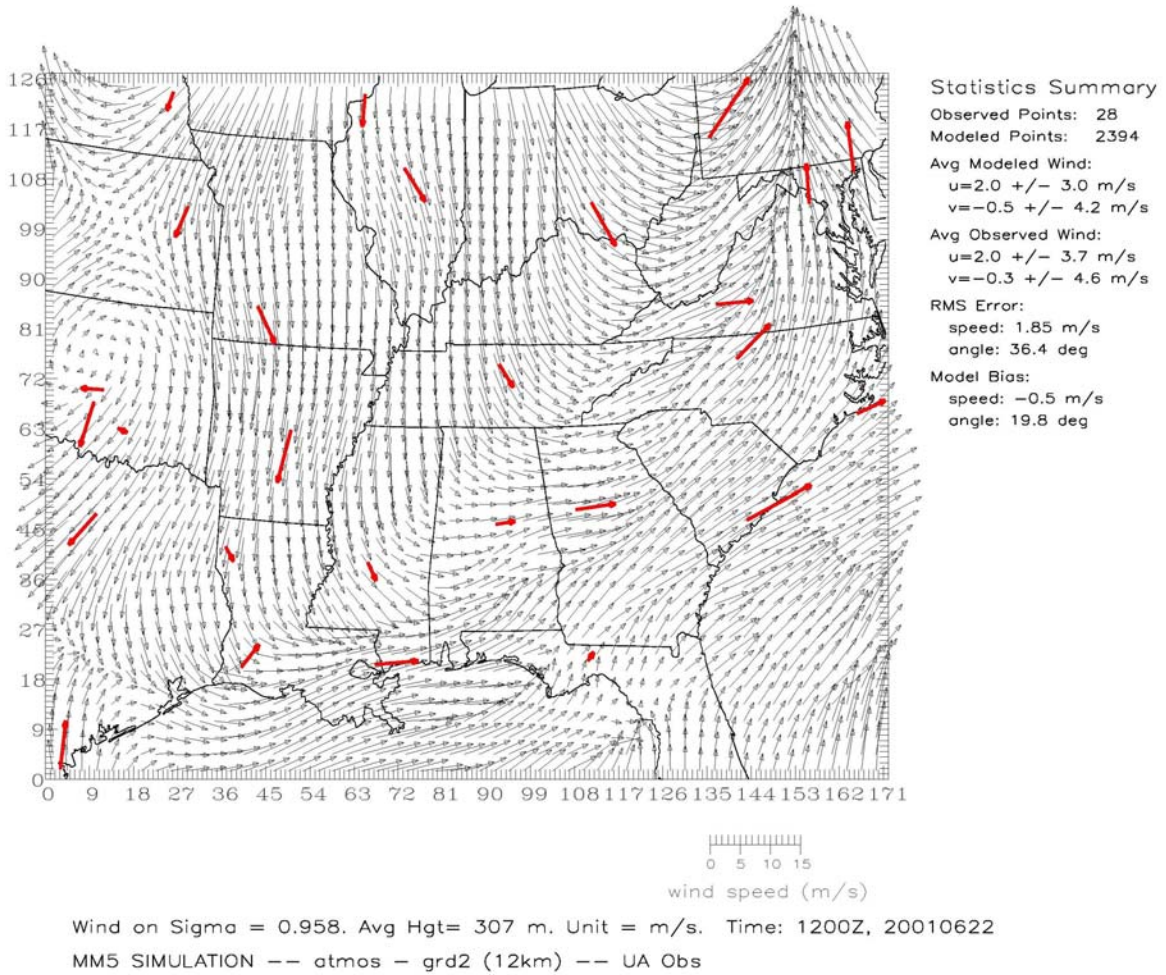 126
117
108
99
90
81
72
63
54
45
36
27
18
9
0
0 9 18 27 36 45 54 63 72 81 90 99 108 117 126 135 144 153 162 171
Statistics Summary
Observed Points: 28
Modeled Points: 2394
Avg Modeled Wind:
u=2.0 +/− 3.0 m/s
v=−0.5 +/− 4.2 m/s
Avg Observed Wind:
u=2.0 +/− 3.7 m/s
v=−0.3 +/− 4.6 m/s
RMS Error:
speed: 1.85 m/s
angle: 36.4 deg
Model Bias:
speed: −0.5 m/s
angle: 19.8 deg
0 5 10 15
wind speed (m/s)
Wind on Sigma = 0.958. Avg Hgt= 307 m. Unit = m/s. Time: 1200Z, 20010622
MM5 SIMULATION −− atmos − grd2 (12km) −− UA Obs